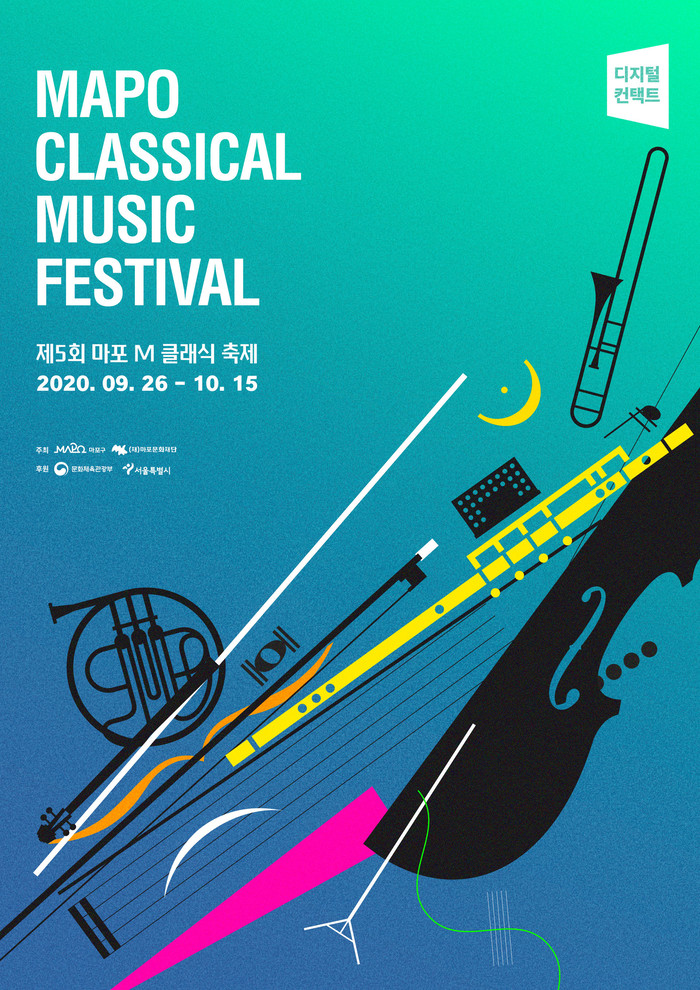 디지털
컨택트
MAPO
CLASSICAL
MUSIC
FESTIVAL
제5회 마포 M 클래식 축제
2020. 09. 26 - 10. 15
주최 MAPO 마포구 (재)마포문화재단
후원 문화체육관광부 서울특별시